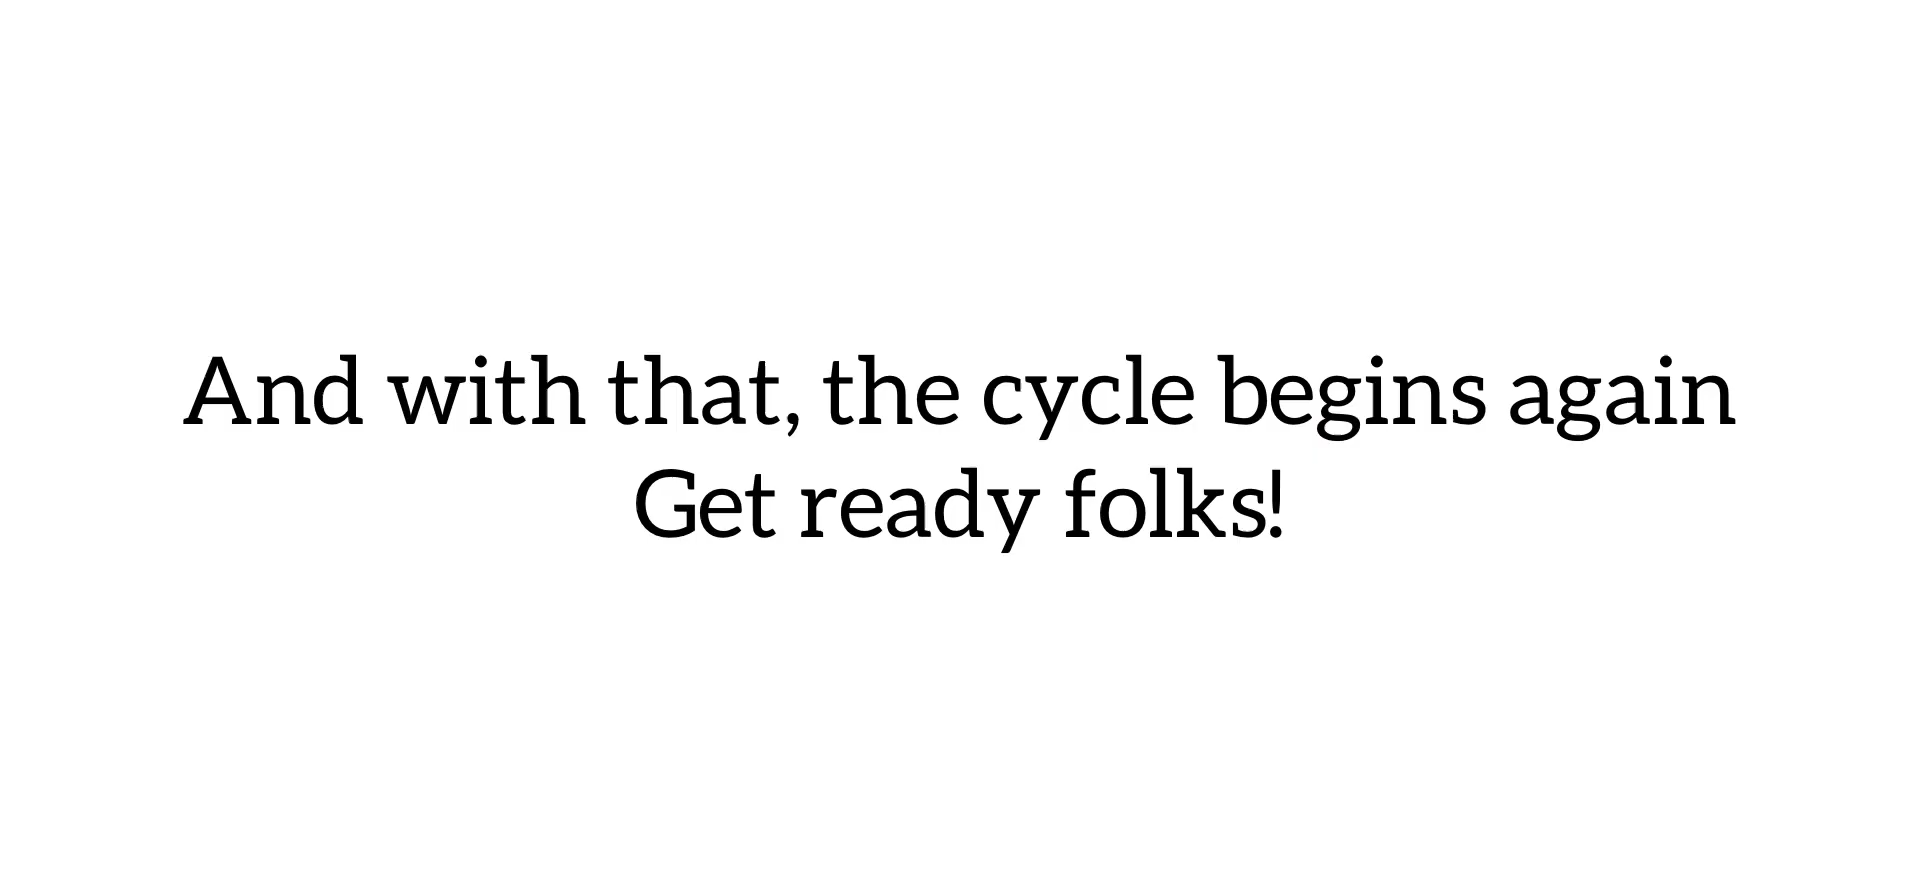 And with that, the cycle begins again
Get ready folks!